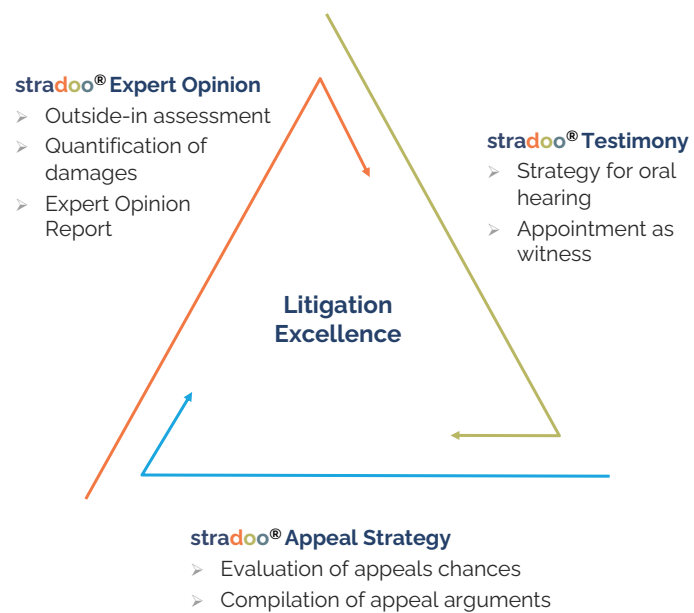 stradoo® Expert Opinion
➢ Outside-in assessment
➢ Quantification of
damages
➢ Expert Opinion
Report
stradoo® Testimony
➢ Strategy for oral
hearing
➢ Appointment as
witness
Litigation
Excellence
stradoo® Appeal Strategy
➢ Evaluation of appeals chances
➢ Compilation of appeal arguments